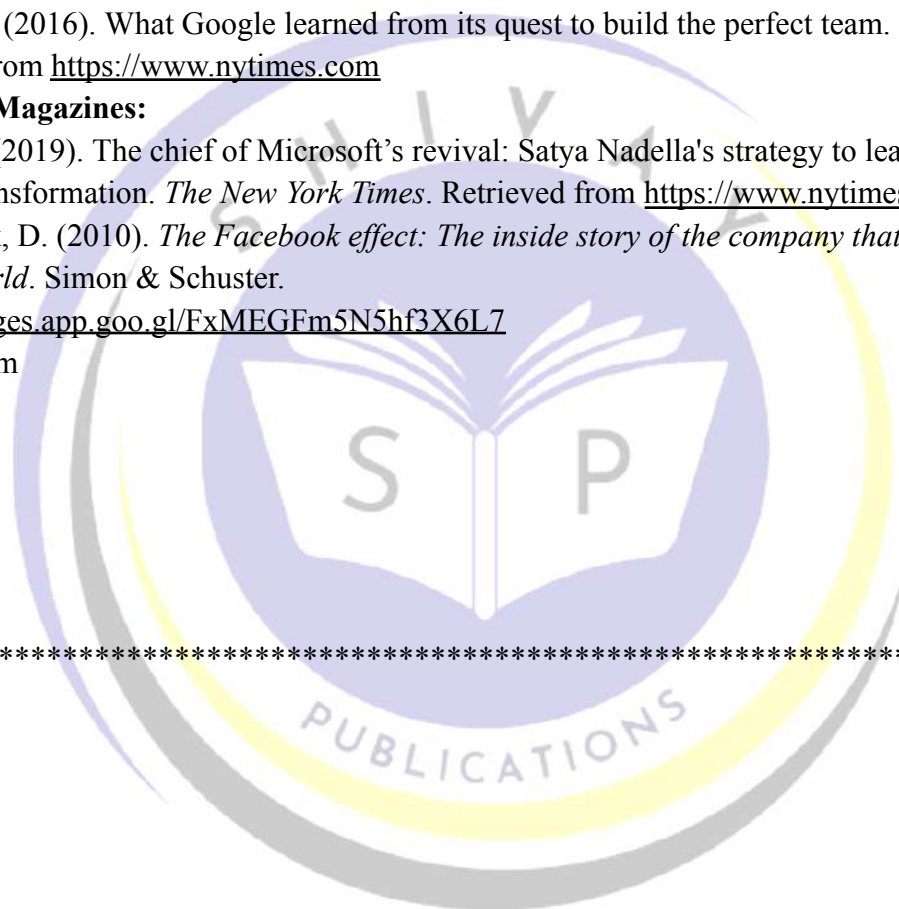 (2016). What Google learned from its quest to build the perfect team.
rom https://www.nytimes.com
Magazines:
2019). The chief of Microsoft’s revival: Satya Nadella's strategy to lea
nsformation. The New York Times. Retrieved from https://www.nytimes
, D. (2010). The Facebook effect: The inside story of the company that
rld. Simon & Schuster.
ges.app.goo.gl/FxMEGFm5N5hf3X6L7
m
SHIVAY
S P
*********************************************************
PUBLICATIONS